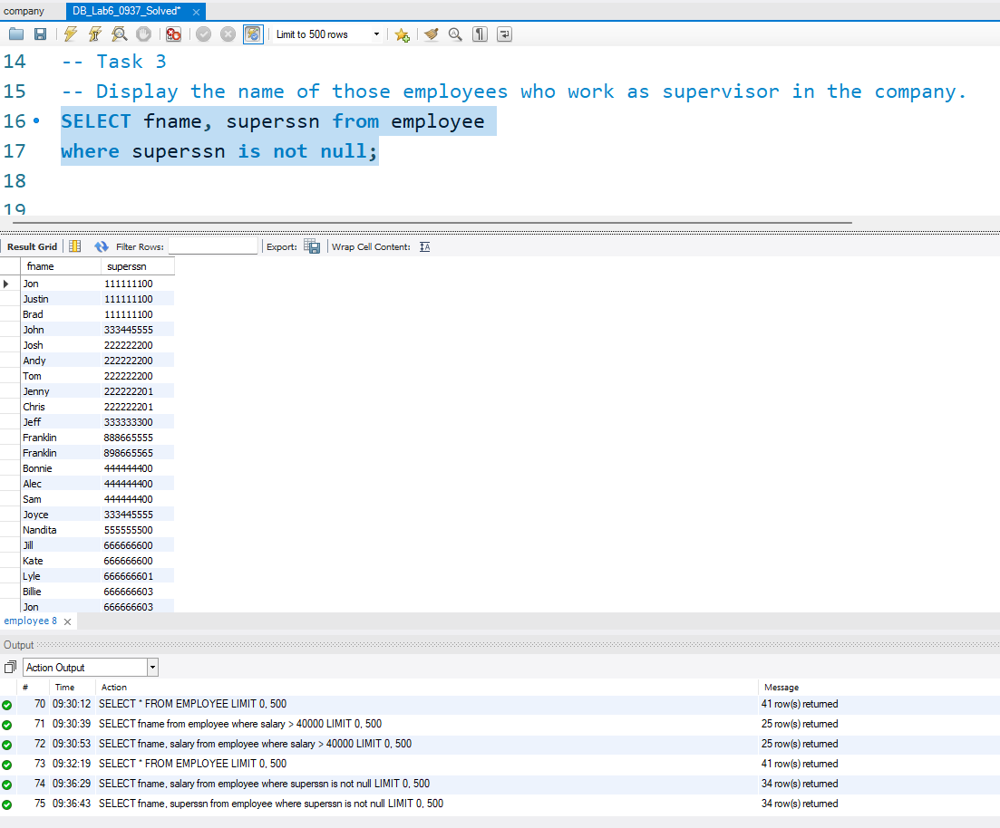 company DB_Lab6_0937_Solved* ×
Limit to 500 rows
14 -- Task 3
15 -- Display the name of those employees who work as supervisor in the company.
16 SELECT fname, superssn from employee
17 where superssn is not null;
18
19
Result Grid Filter Rows: Export: Wrap Cell Content:
fname superssn
Jon 111111100
Justin 111111100
Brad 111111100
John 333445555
Josh 222222200
Andy 222222200
Tom 222222200
Jenny 222222201
Chris 222222201
Jeff 333333300
Franklin 888665555
Franklin 898665565
Bonnie 444444400
Alec 444444400
Sam 444444400
Joyce 333445555
Nandita 555555500
Jill 666666600
Kate 666666600
Lyle 666666601
Billie 666666603
Jon 666666603
employee 8 ×
Output
Action Output
# Time Action Message
70 09:30:12 SELECT * FROM EMPLOYEE LIMIT 0, 500 41 row(s) returned
71 09:30:39 SELECT fname from employee where salary > 40000 LIMIT 0, 500 25 row(s) returned
72 09:30:53 SELECT fname, salary from employee where salary > 40000 LIMIT 0, 500 25 row(s) returned
73 09:32:19 SELECT * FROM EMPLOYEE LIMIT 0, 500 41 row(s) returned
74 09:36:29 SELECT fname, salary from employee where superssn is not null LIMIT 0, 500 34 row(s) returned
75 09:36:43 SELECT fname, superssn from employee where superssn is not null LIMIT 0, 500 34 row(s) returned